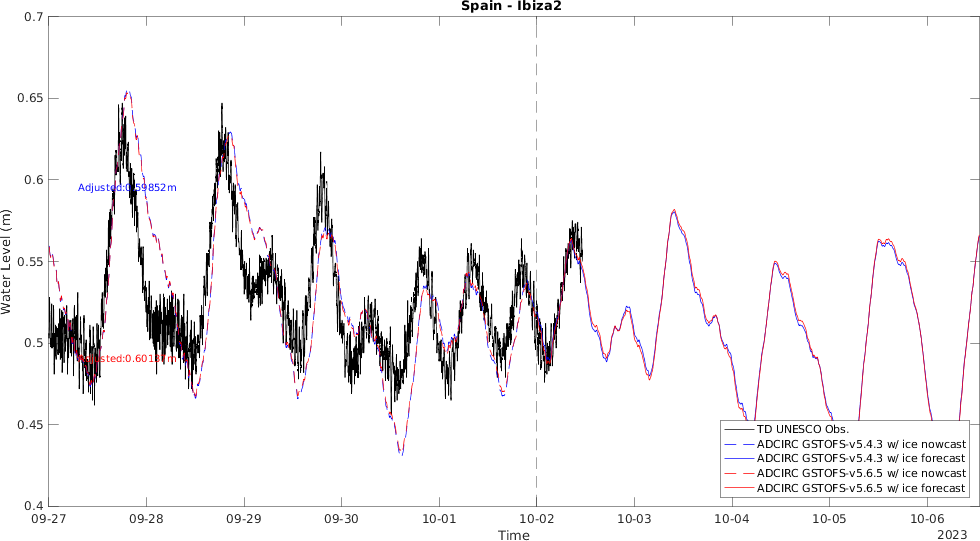 Spain - Ibiza2
0.7
0.65
0.6
0.55
0.5
0.45
0.4
Water Level (m)
Adjusted:0.59852m
09-27
09-28
09-29
09-30
10-01
10-02
10-03
10-04
10-05
10-06
Time
2023
TD UNESCO Obs.
ADCIRC GSTOFS-v5.4.3 w/ ice nowcast
ADCIRC GSTOFS-v5.4.3 w/ ice forecast
ADCIRC GSTOFS-v5.6.5 w/ ice nowcast
ADCIRC GSTOFS-v5.6.5 w/ ice forecast